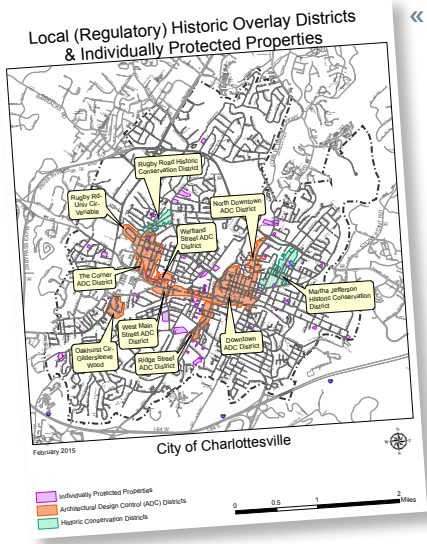 «
Local (Regulatory) Historic Overlay Districts
& Individually Protected Properties
Rugby Road Historic
Conservation District
Rugby Rd-
Univ Cir-
Venable
North Downtown
ADC District
Wertland
Street ADC
District
The Corner
ADC District
Martha Jefferson
Historic Conservation
District
West Main
Street ADC
District
Downtown
ADC District
Oakhurst Cir-
Gildersleeve
Wood
Ridge Street
ADC District
I 64 W
I 64 E
February 2015
City of Charlottesville
N
W
E
S
Individually Protected Properties
Architectural Design Control (ADC) Districts
Historic Conservation Districts
0 0.5 1 2
Miles